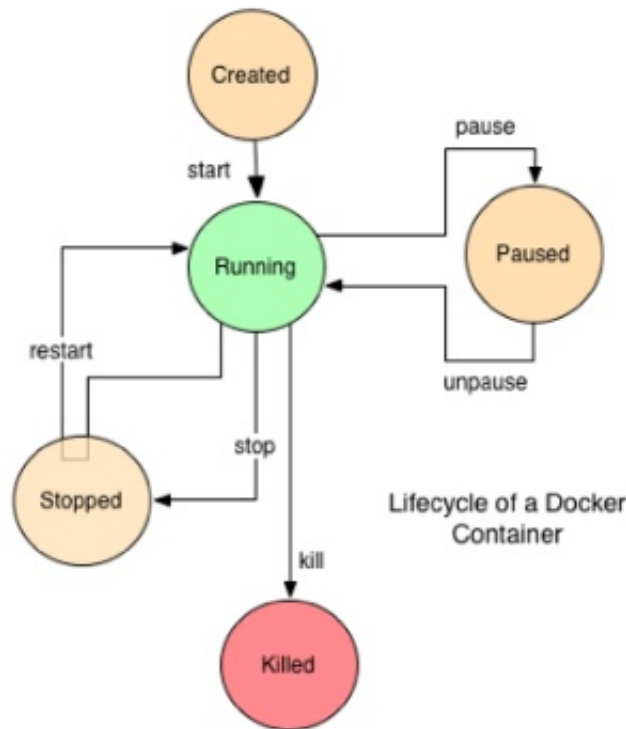 Created
start
pause
Running
Paused
restart
unpause
stop
Stopped
Lifecycle of a Docker
Container
kill
Killed